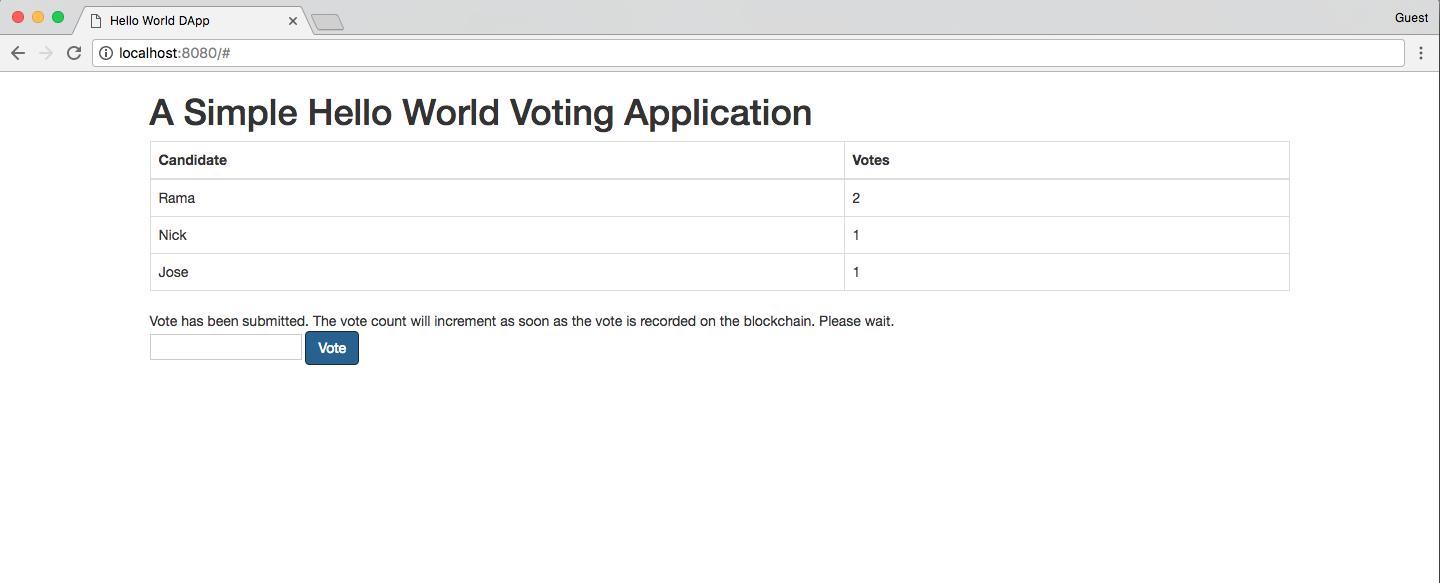 Hello World DApp
Guest
localhost:8080/#
A Simple Hello World Voting Application
Candidate Votes
Rama 2
Nick 1
Jose 1
Vote has been submitted. The vote count will increment as soon as the vote is recorded on the blockchain. Please wait.
Vote